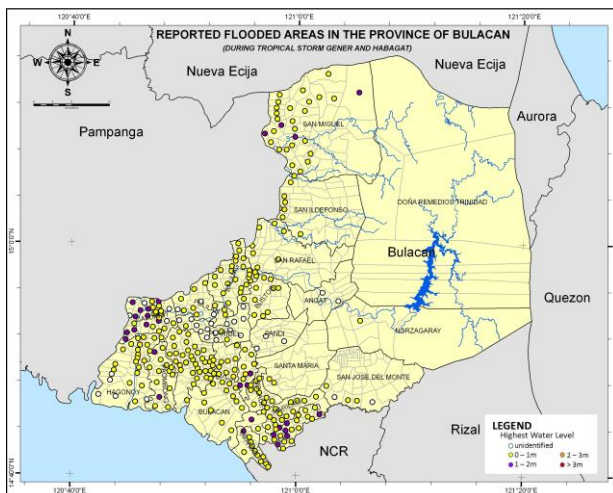 120°40'0"E 121°0'0"E 121°20'0"E
REPORTED FLOODED AREAS IN THE PROVINCE OF BULACAN
(DURING TROPICAL STORM GENER AND HABAGAT)
N
W E
S
Nueva Ecija
Nueva Ecija
Pampanga
Aurora
SAN MIGUEL
DOÑA REMEDIOS TRINIDAD
SAN ILDEFONSO
15°0'0"N
15°0'0"N
Bulacan
SAN RAFAEL
Quezon
ANGAT
NORZAGARAY
PANDI
SANTA MARIA
SAN JOSE DEL MONTE
HAGONOY
BULACAN
NCR
Rizal
LEGEND
Highest Water Level
unidentified
0 – 1m
1 – 2m
2 – 3m
> 3m
14°40'0"N
120°40'0"E 121°0'0"E 121°20'0"E